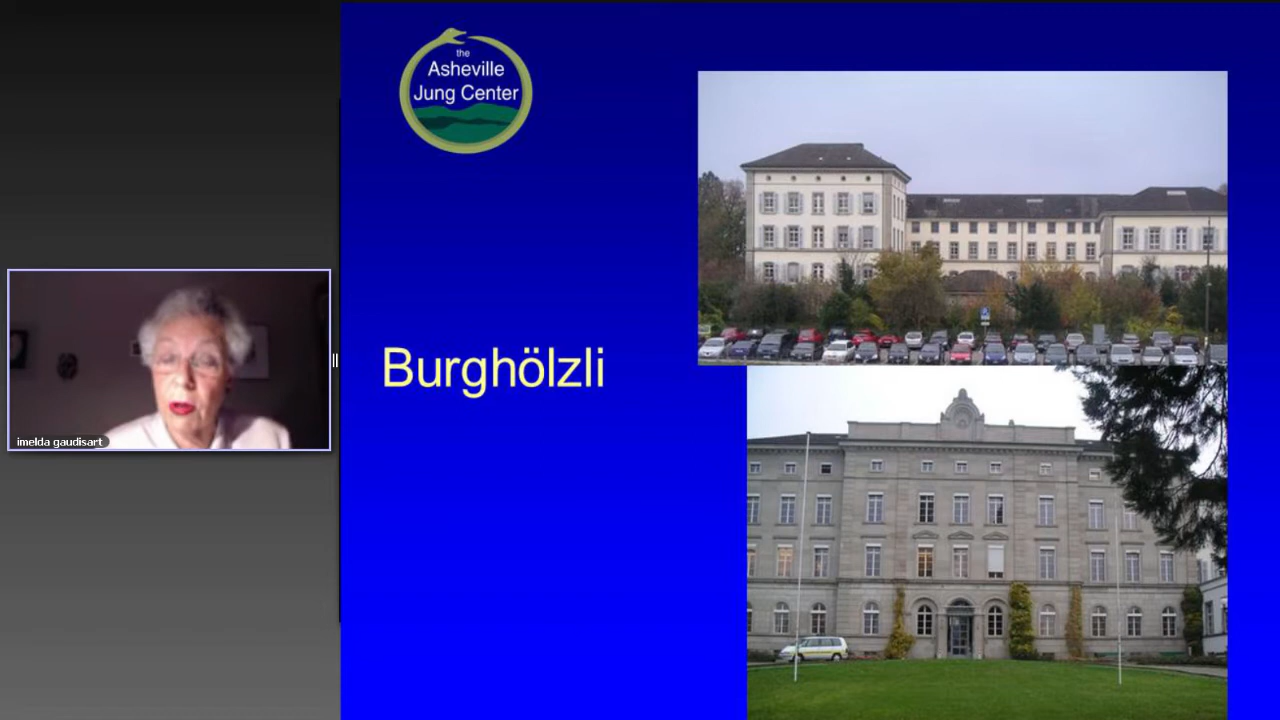 the
Asheville
Jung Center
Burghölzli
imelda gaudisart